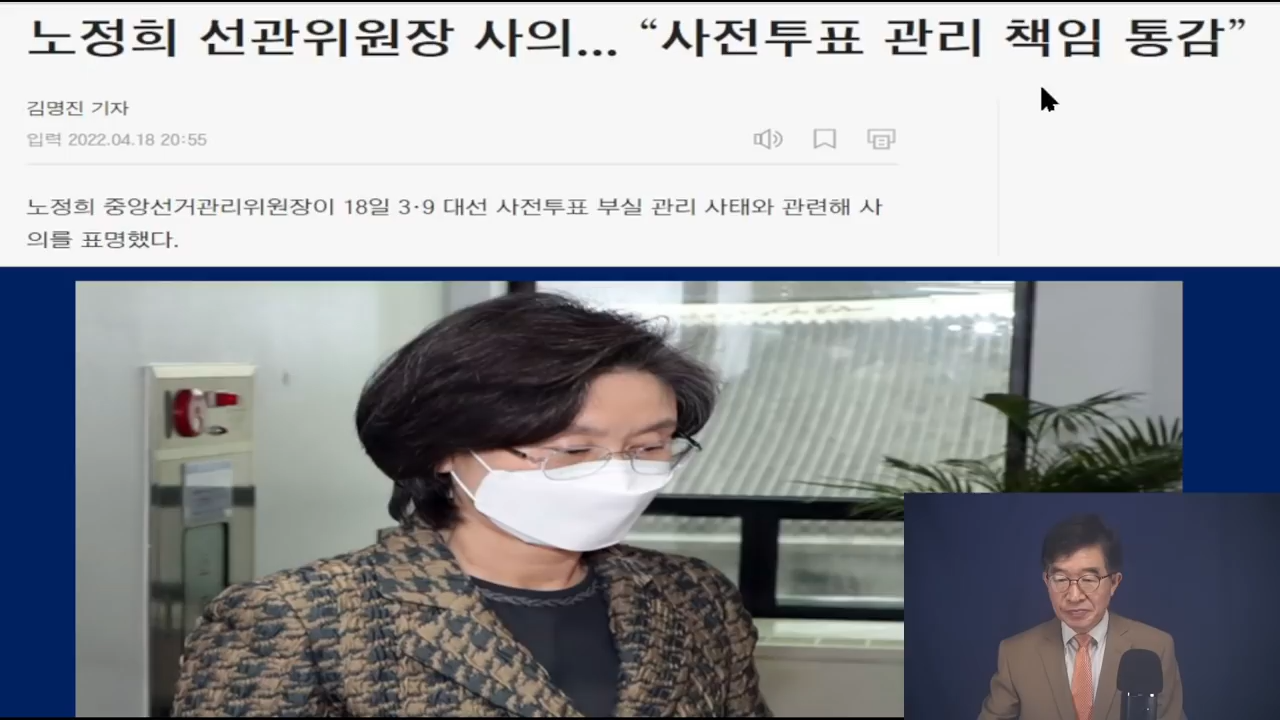 노정희 선관위원장 사의... “사전투표 관리 책임 통감”
김명진 기자
입력 2022.04.18 20:55
노정희 중앙선거관리위원장이 18일 3·9 대선 사전투표 부실 관리 사태와 관련해 사
의를 표명했다.